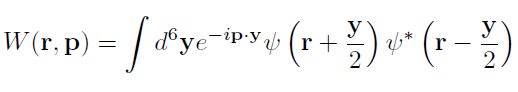 W(r, p) = ∫ d⁶y e^{-ip·y} ψ (r + y/2) ψ* (r − y/2)